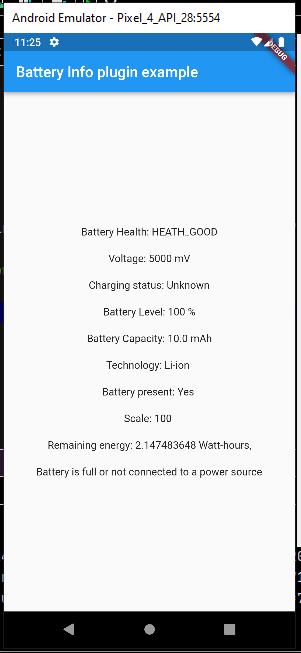 Android Emulator - Pixel_4_API_28:5554
11:25
DEBUG
Battery Info plugin example
Battery Health: HEATH_GOOD
Voltage: 5000 mV
Charging status: Unknown
Battery Level: 100 %
Battery Capacity: 10.0 mAh
Technology: Li-ion
Battery present: Yes
Scale: 100
Remaining energy: 2.147483648 Watt-hours,
Battery is full or not connected to a power source